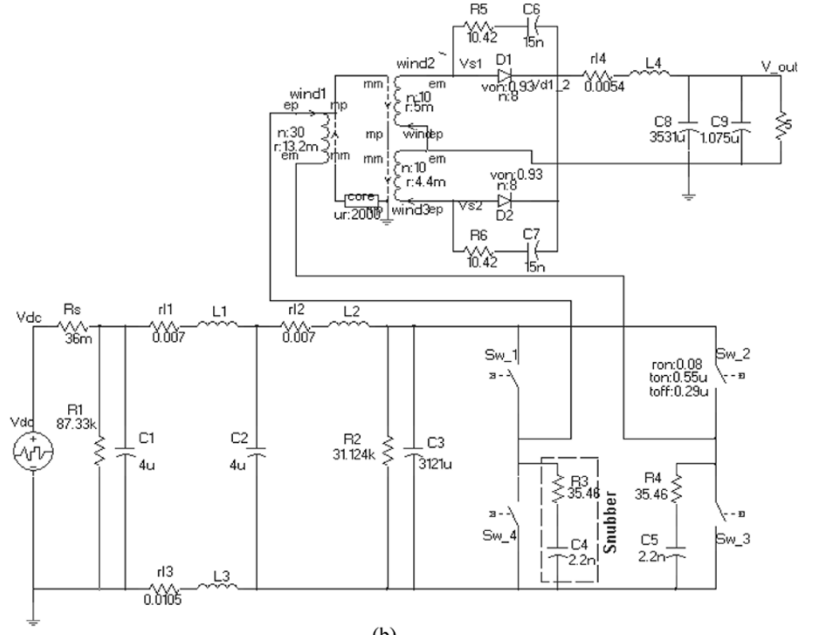 R5
C6
10.42
15n
wind2
Vs1
D1
von:0.93
n:8
Vd1_2
rl4
0.0054
L4
V_out
mm
em
n:10
r:5m
wind1
ep
mp
n:30
r:13.2m
em
mm
mp
mm
ep
em
n:10
r:4.4m
C8
3531u
C9
1.075u
5
von:0.93
n:8
core
ur:2000
wind3
ep
Vs2
D2
R6
C7
10.42
15n
Vdc
Rs
36m
rl1
0.007
L1
rl2
0.007
L2
Sw_1
ron:0.08
ton:0.55u
toff:0.29u
Sw_2
Vdc
R1
87.33k
C1
4u
C2
4u
R2
31.124k
C3
3121u
R3
35.46
R4
35.46
Snubber
Sw_4
C4
2.2n
C5
2.2n
Sw_3
rl3
0.0105
L3
(b)